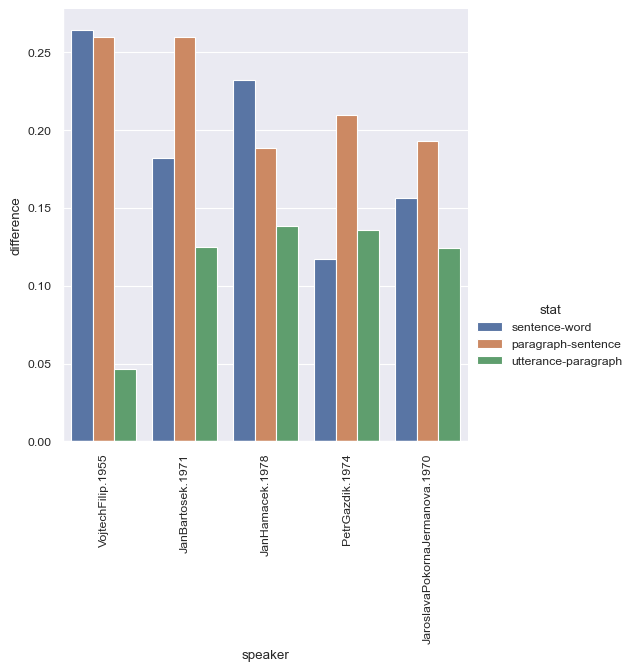 0.25
0.20
0.15
0.10
0.05
0.00
difference
VojtechFilip.1955
JanBartosek.1971
JanHamacek.1978
PetrGazdik.1974
JaroslavaPokornaJermanova.1970
speaker
stat
sentence-word
paragraph-sentence
utterance-paragraph